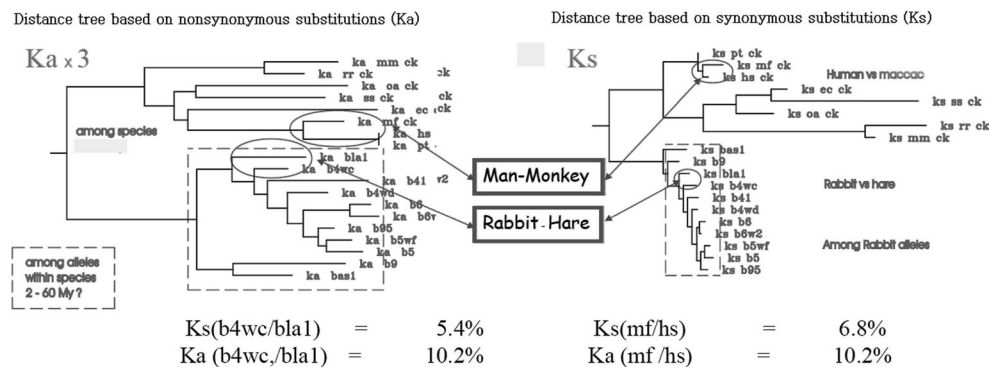 Distance tree based on nonsynonymous substitutions (Ka)
Distance tree based on synonymous substitutions (Ks)
Ka x 3
ka mm ck
ka rr ck
ka oa ck
ka ss ck
ka ec ck
ka mf ck
ka hs
ka pt
among species
ka bla1
ka b4wc
ka b41
ka b4wd
ka b6
ka b6v
ka b95
ka b5wf
ka b5
ka b9
ka bas1
among alleles
within species
2 - 60 My ?
Man-Monkey
Rabbit-Hare
Ks
ks pt ck
ks mf ck
ks hs ck
Human vs maccac
ks ec ck
ks ss ck
ks oa ck
ks rr ck
ks mm ck
ks bas1
ks b9
ks bla1
ks b4wc
Rabbit vs hare
ks b41
ks b4wd
ks b6
ks b6w2
ks b5wf
Among Rabbit alleles
ks b5
ks b95
Ks(b4wc/bla1) = 5.4%
Ka (b4wc,/bla1) = 10.2%
Ks(mf/hs) = 6.8%
Ka (mf /hs) = 10.2%